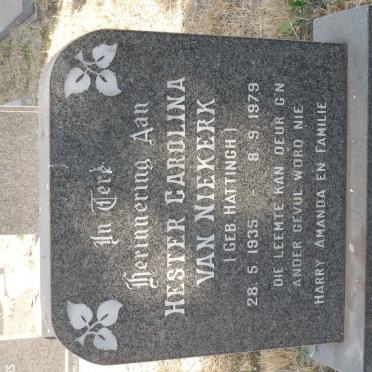 In Tere
Herinnering Aan
HESTER CAROLINA
VAN NIEKERK
(GEB HATTINGH)
28. 5 1935 - 8. 9. 1979
DIE LEEMTE KAN DEUR G'N
ANDER GEVUL WORD NIE
HARRY AMANDA EN FAMILIE